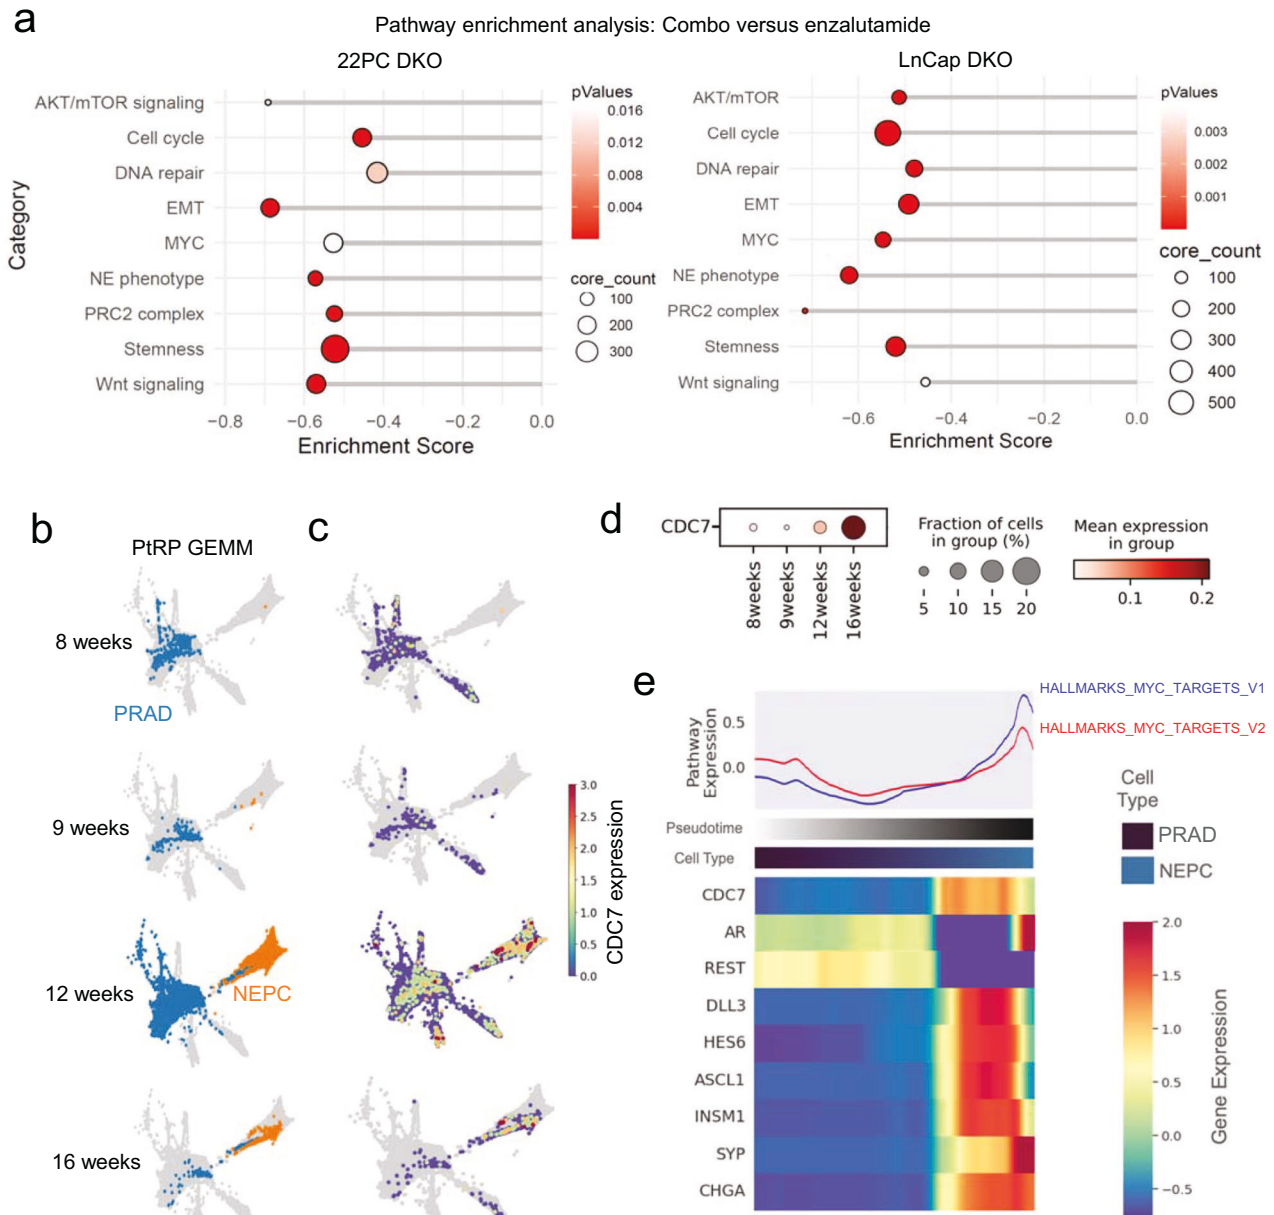 a
Pathway enrichment analysis: Combo versus enzalutamide
22PC DKO
Category
AKT/mTOR signaling
Cell cycle
DNA repair
EMT
MYC
NE phenotype
PRC2 complex
Stemness
Wnt signaling
−0.8 −0.6 −0.4 −0.2 0.0
Enrichment Score
pValues
0.016
0.012
0.008
0.004
core_count
100
200
300
LnCap DKO
AKT/mTOR
Cell cycle
DNA repair
EMT
MYC
NE phenotype
PRC2 complex
Stemness
Wnt signaling
−0.6 −0.4 −0.2 0.0
Enrichment Score
pValues
0.003
0.002
0.001
core_count
100
200
300
400
500
b
PtRP GEMM
8 weeks
PRAD
9 weeks
12 weeks
NEPC
16 weeks
c
3.0
2.5
2.0
1.5
1.0
0.5
0.0
CDC7 expression
d
CDC7
8weeks
9weeks
12weeks
16weeks
Fraction of cells
in group (%)
5 10 15 20
Mean expression
in group
0.1 0.2
e
Pathway
Expression
0.5
0.0
HALLMARKS_MYC_TARGETS_V1
HALLMARKS_MYC_TARGETS_V2
Pseudotime
Cell Type
CDC7
AR
REST
DLL3
HES6
ASCL1
INSM1
SYP
CHGA
Cell
Type
PRAD
NEPC
2.0
1.5
1.0
0.5
0.0
−0.5
Gene Expression